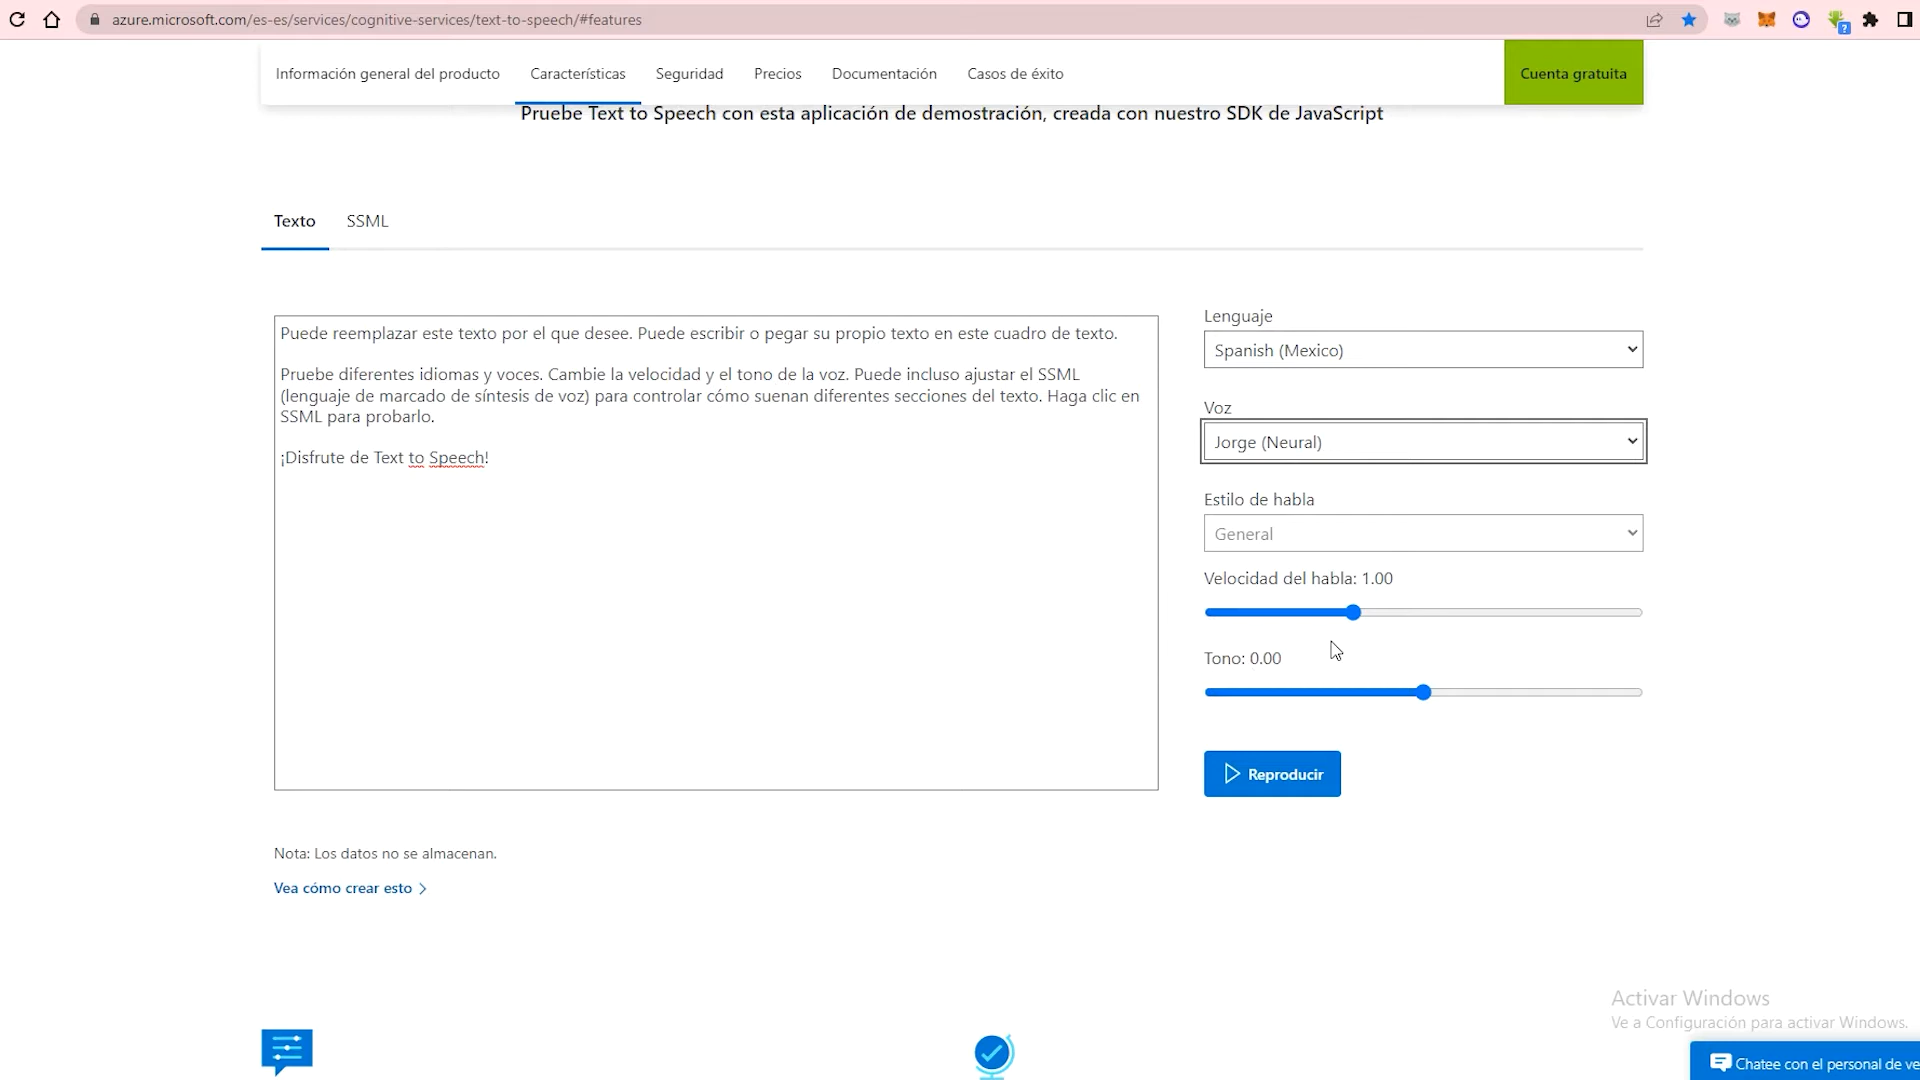 azure.microsoft.com/es-es/services/cognitive-services/text-to-speech/#features
Información general del producto Características Seguridad Precios Documentación Casos de éxito Cuenta gratuita
Pruebe Text to Speech con esta aplicación de demostración, creada con nuestro SDK de JavaScript
Texto SSML
Puede reemplazar este texto por el que desee. Puede escribir o pegar su propio texto en este cuadro de texto.
Pruebe diferentes idiomas y voces. Cambie la velocidad y el tono de la voz. Puede incluso ajustar el SSML
(lenguaje de marcado de síntesis de voz) para controlar cómo suenan diferentes secciones del texto. Haga clic en
SSML para probarlo.
¡Disfrute de Text to Speech!
Lenguaje
Spanish (Mexico)
Voz
Jorge (Neural)
Estilo de habla
General
Velocidad del habla: 1.00
Tono: 0.00
Reproducir
Nota: Los datos no se almacenan.
Vea cómo crear esto
Activar Windows
Ve a Configuración para activar Windows.
Chatee con el personal de ve